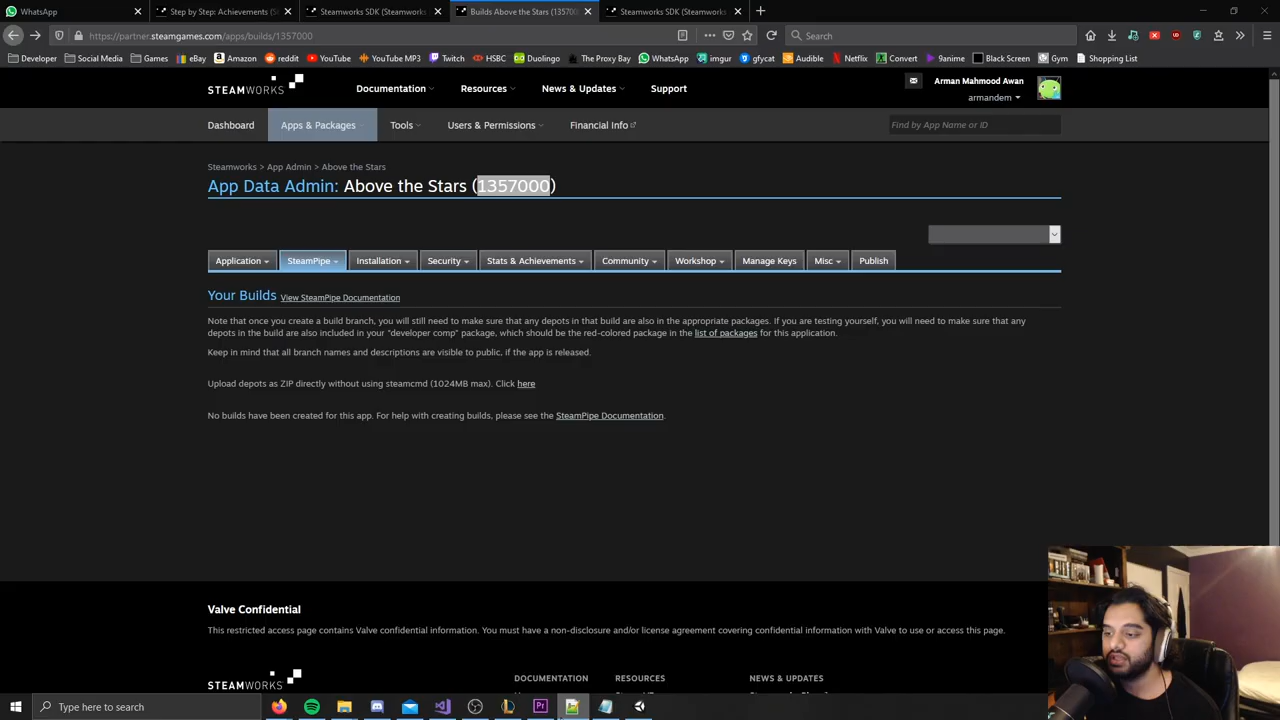 WhatsApp
Step by Step: Achievements (S
Steamworks SDK (Steamworks
Builds Above the Stars (135700
Steamworks SDK (Steamworks
https://partner.steamgames.com/apps/builds/1357000
Search
Developer
Social Media
Games
eBay
Amazon
reddit
YouTube
YouTube MP3
Twitch
HSBC
Duolingo
The Proxy Bay
WhatsApp
imgur
gfycat
Audible
Netflix
Convert
9anime
Black Screen
Gym
Shopping List
STEAMWORKS
Documentation
Resources
News & Updates
Support
Arman Mahmood Awan
armandem
Dashboard
Apps & Packages
Tools
Users & Permissions
Financial Info
Find by App Name or ID
Steamworks > App Admin > Above the Stars
App Data Admin: Above the Stars (1357000)
Application
SteamPipe
Installation
Security
Stats & Achievements
Community
Workshop
Manage Keys
Misc
Publish
Your Builds View SteamPipe Documentation
Note that once you create a build branch, you will still need to make sure that any depots in that build are also in the appropriate packages. If you are testing yourself, you will need to make sure that any
depots in the build are also included in your "developer comp" package, which should be the red-colored package in the list of packages for this application.
Keep in mind that all branch names and descriptions are visible to public, if the app is released.
Upload depots as ZIP directly without using steamcmd (1024MB max). Click here
No builds have been created for this app. For help with creating builds, please see the SteamPipe Documentation.
Valve Confidential
This restricted access page contains Valve confidential information. You must have a non-disclosure and/or license agreement covering confidential information with Valve to use or access this page.
STEAMWORKS
DOCUMENTATION
RESOURCES
NEWS & UPDATES
Type here to search